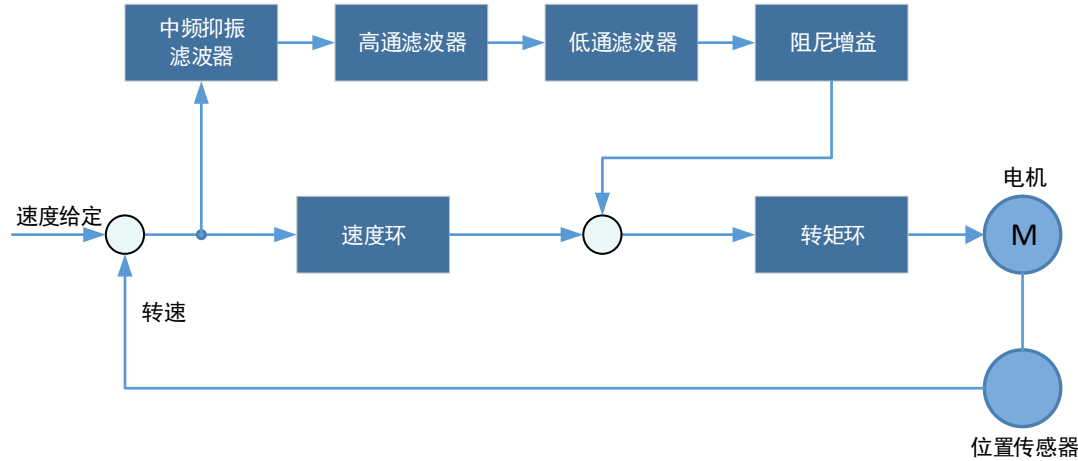 中频抑振
滤波器
高通滤波器
低通滤波器
阻尼增益
电机
速度给定
速度环
转矩环
M
转速
位置传感器